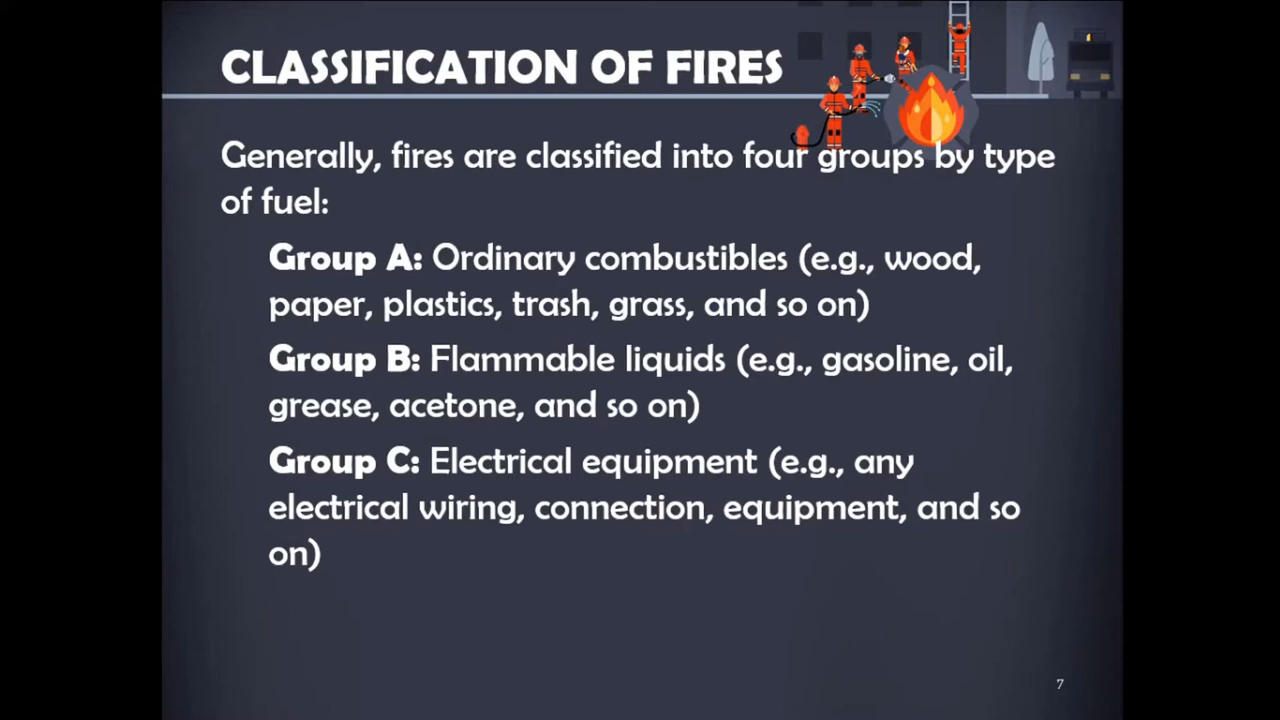 CLASSIFICATION OF FIRES
Generally, fires are classified into four groups by type
of fuel:
Group A: Ordinary combustibles (e.g., wood,
paper, plastics, trash, grass, and so on)
Group B: Flammable liquids (e.g., gasoline, oil,
grease, acetone, and so on)
Group C: Electrical equipment (e.g., any
electrical wiring, connection, equipment, and so
on)
7